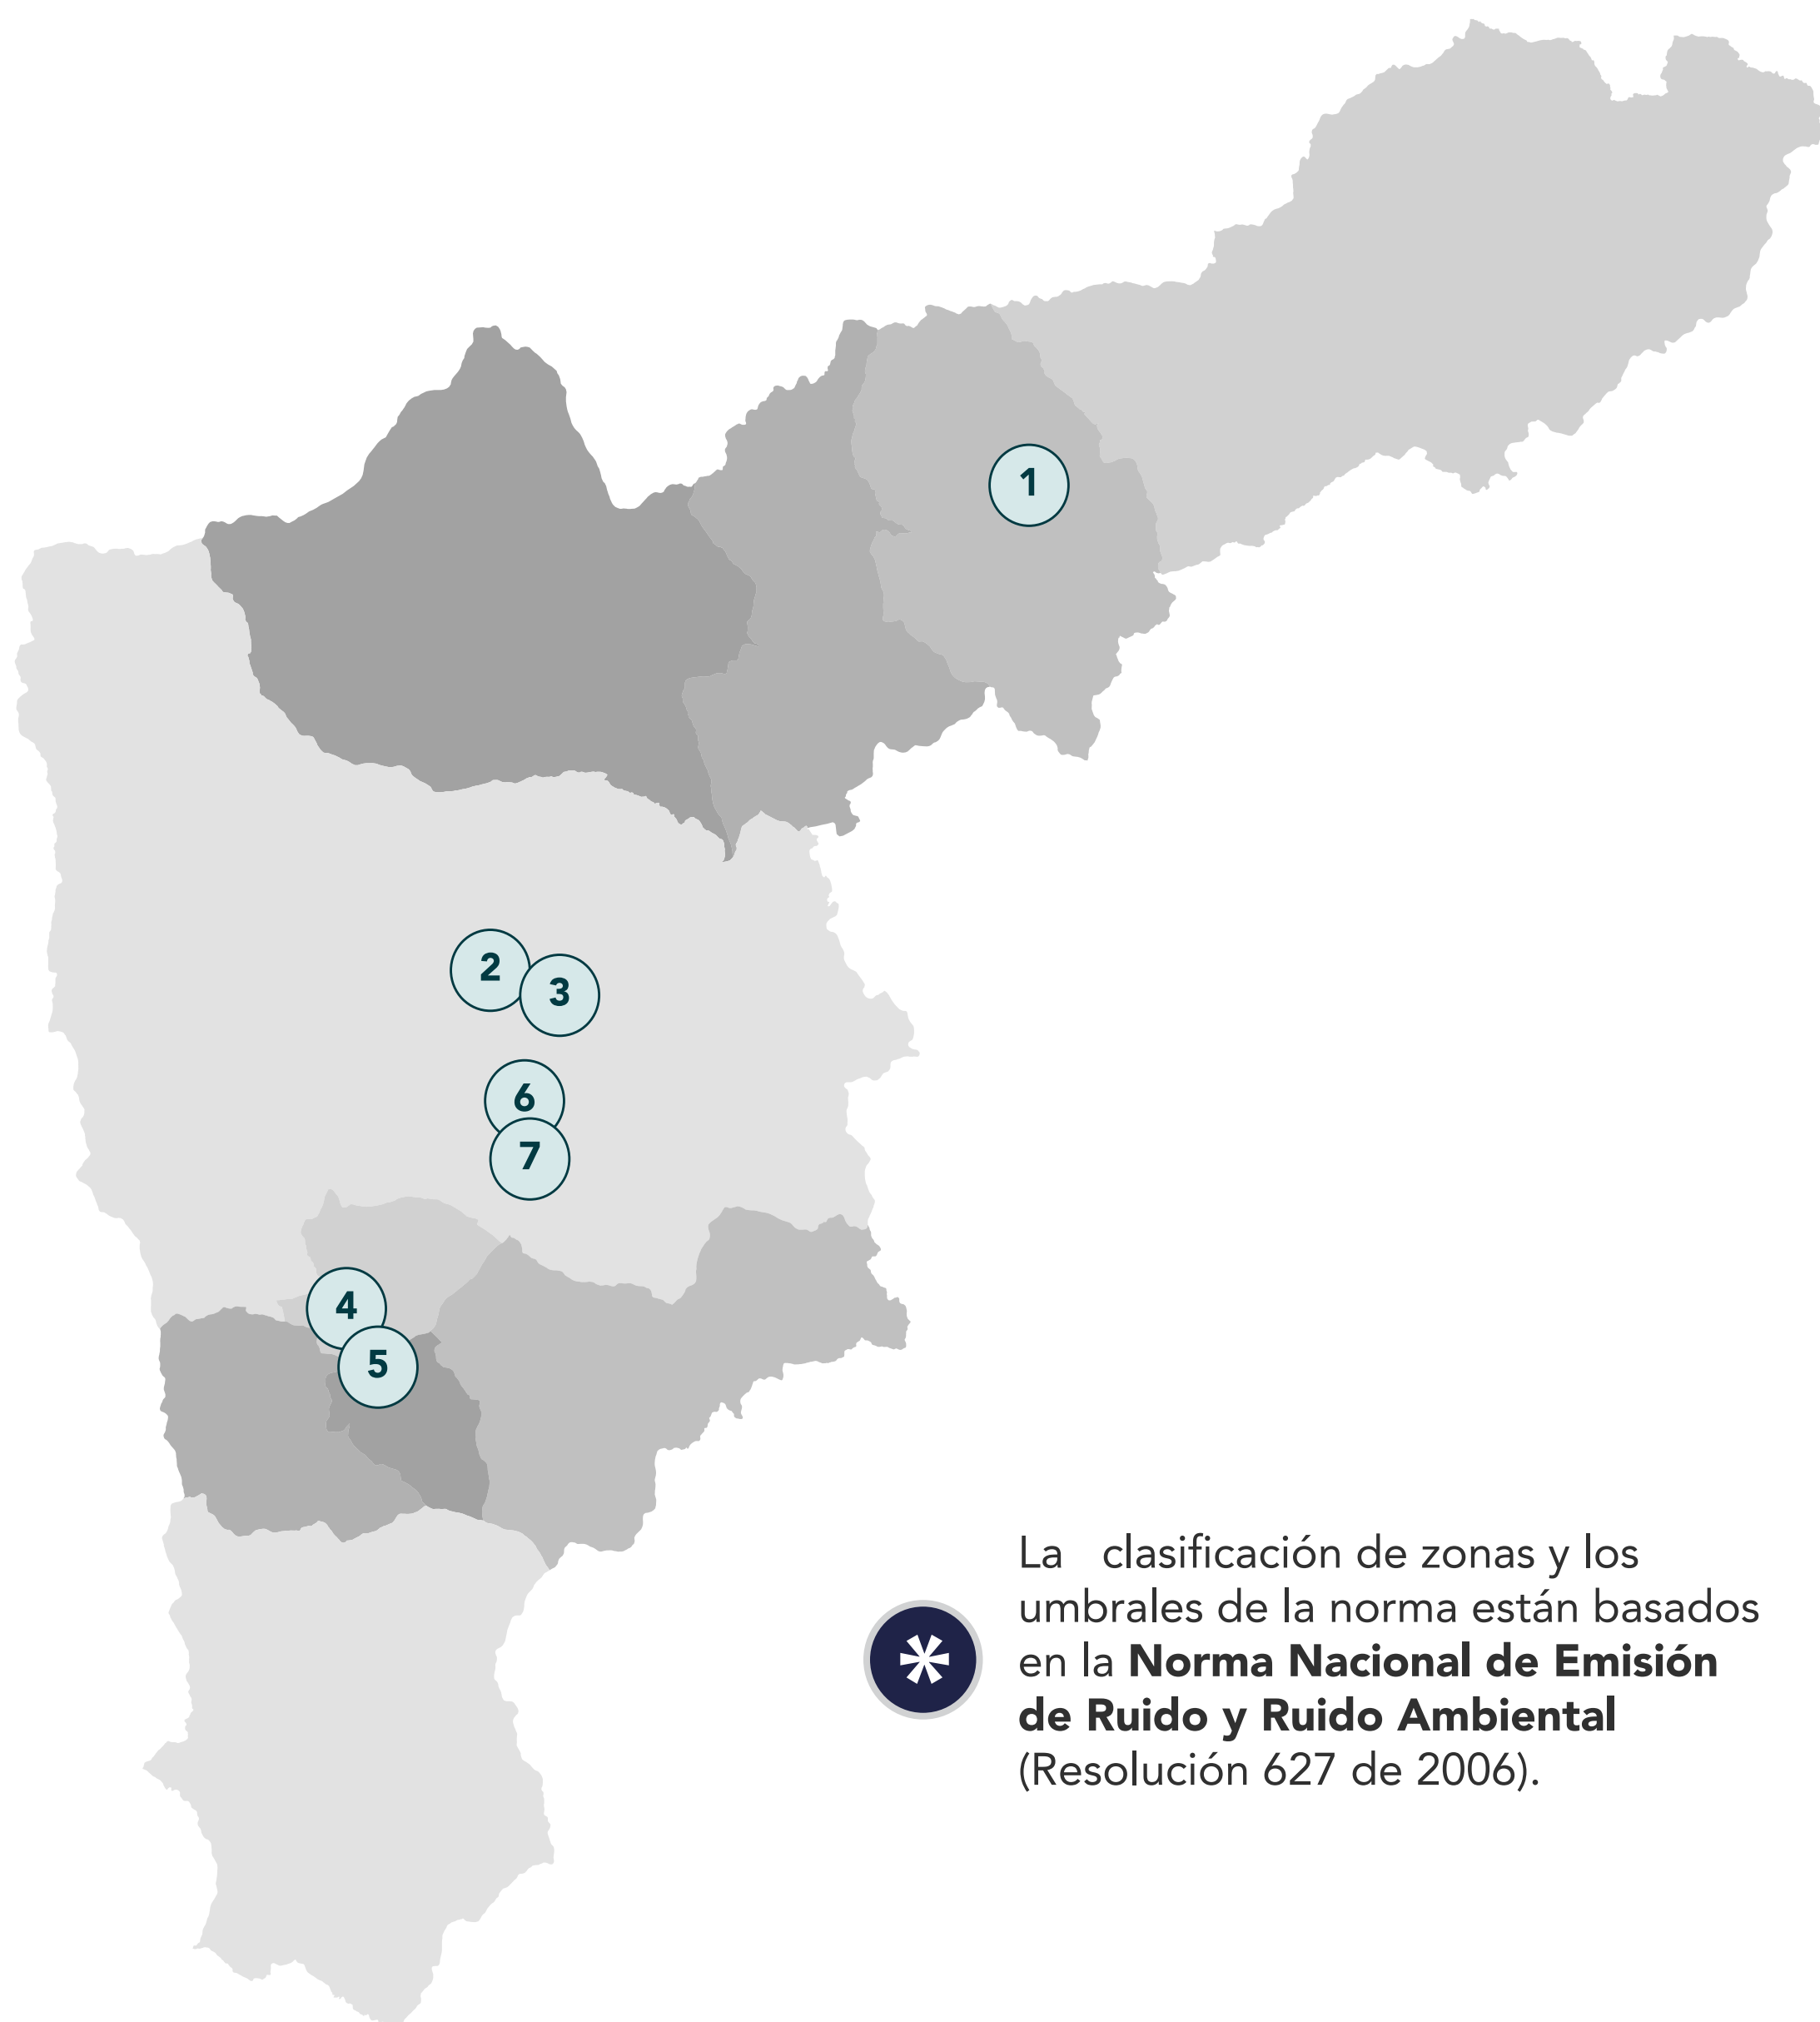 1
2
3
6
7
4
5
La clasificación de zonas y los
umbrales de la norma están basados
en la Norma Nacional de Emisión
de Ruido y Ruido Ambiental
(Resolución 627 de 2006).
*